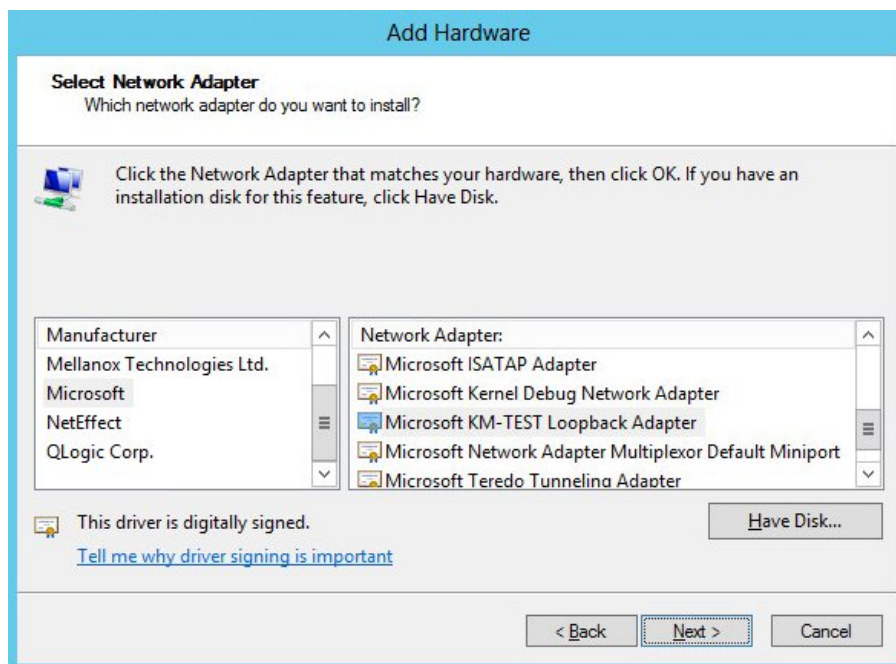 Add Hardware
Select Network Adapter
Which network adapter do you want to install?
Click the Network Adapter that matches your hardware, then click OK. If you have an
installation disk for this feature, click Have Disk.
Manufacturer
Mellanox Technologies Ltd.
Microsoft
NetEffect
QLogic Corp.
Network Adapter:
Microsoft ISATAP Adapter
Microsoft Kernel Debug Network Adapter
Microsoft KM-TEST Loopback Adapter
Microsoft Network Adapter Multiplexor Default Miniport
Microsoft Teredo Tunneling Adapter
This driver is digitally signed.
Tell me why driver signing is important
Have Disk...
< Back
Next >
Cancel